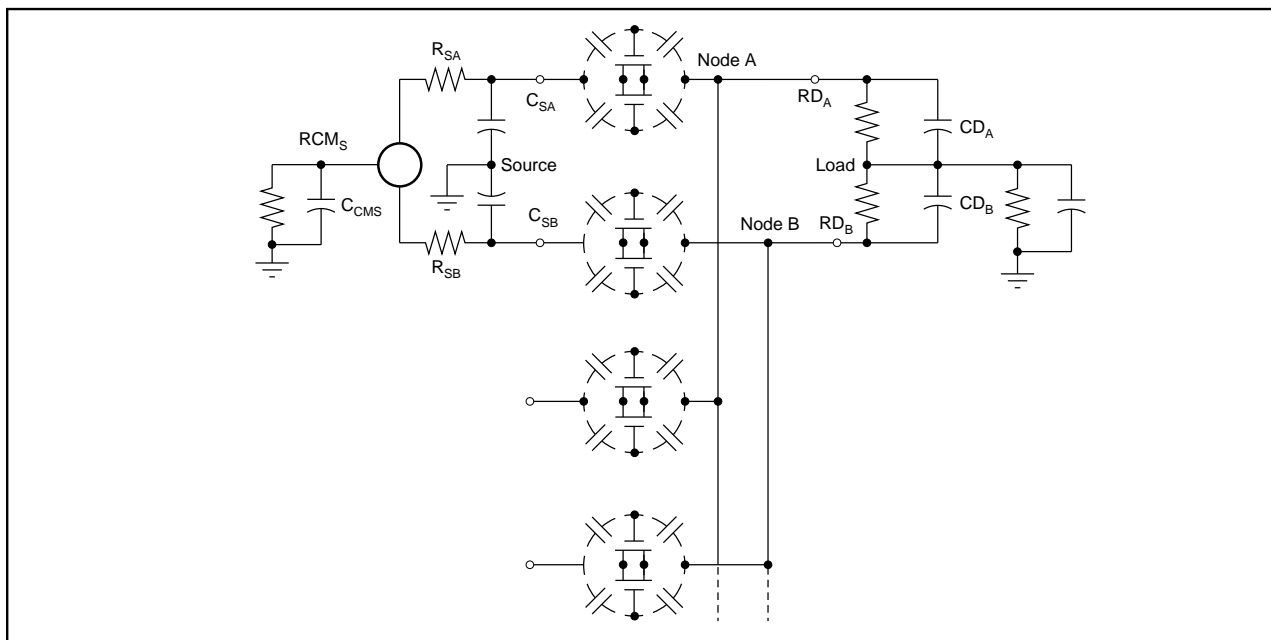 R_SA
Node A
C_SA
RD_A
CD_A
RCM_S
Source
Load
C_CMS
C_SB
Node B
RD_B
CD_B
R_SB